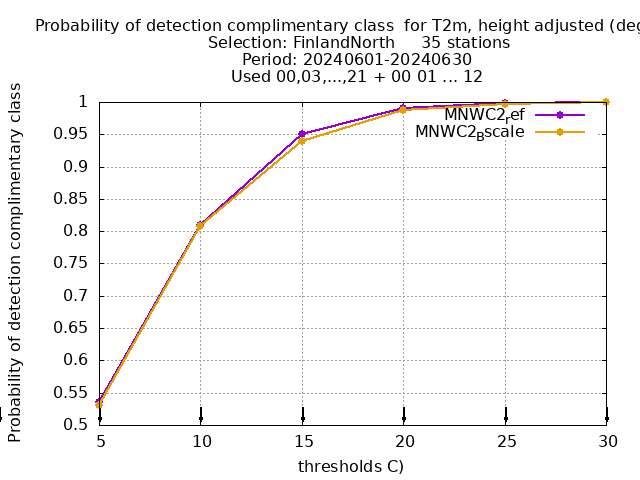 Probability of detection complimentary class for T2m, height adjusted (deg
Selection: FinlandNorth 35 stations
Period: 20240601-20240630
Used 00,03,...,21 + 00 01 ... 12
Probability of detection complimentary class
1
0.95
0.9
0.85
0.8
0.75
0.7
0.65
0.6
0.55
0.5
MNWC2ref
MNWC2Bscale
5 10 15 20 25 30
thresholds C)